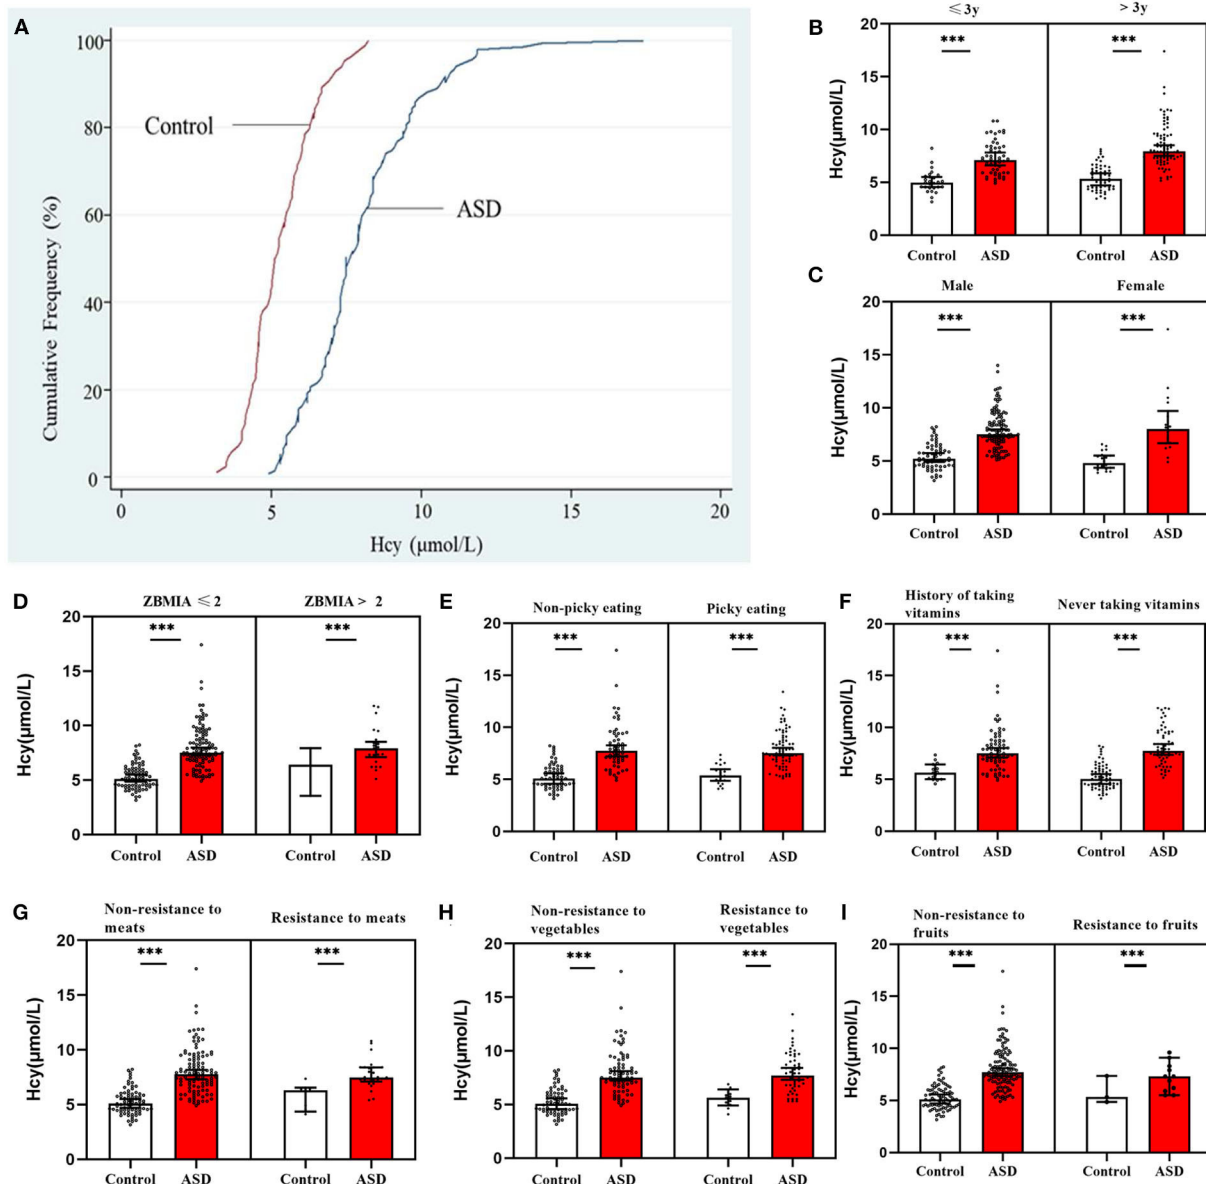 A
100
80
60
40
20
0
Cumulative Frequency (%)
Control
ASD
0 5 10 15 20
Hcy (μmol/L)
B
≤3y >3y
*** ***
20
15
10
5
0
Hcy(μmol/L)
Control ASD Control ASD
C
Male Female
*** ***
20
15
10
5
0
Hcy(μmol/L)
Control ASD Control ASD
D
ZBMIA ≤2 ZBMIA > 2
*** ***
20
15
10
5
0
Hcy(μmol/L)
Control ASD Control ASD
E
Non-picky eating Picky eating
*** ***
20
15
10
5
0
Hcy(μmol/L)
Control ASD Control ASD
F
History of taking
vitamins
Never taking vitamins
*** ***
20
15
10
5
0
Hcy(μmol/L)
Control ASD Control ASD
G
Non-resistance to
meats
Resistance to meats
*** ***
20
15
10
5
0
Hcy(μmol/L)
Control ASD Control ASD
H
Non-resistance to
vegetables
Resistance to
vegetables
*** ***
20
15
10
5
0
Hcy(μmol/L)
Control ASD Control ASD
I
Non-resistance to
fruits
Resistance to fruits
*** ***
20
15
10
5
0
Hcy(μmol/L)
Control ASD Control ASD